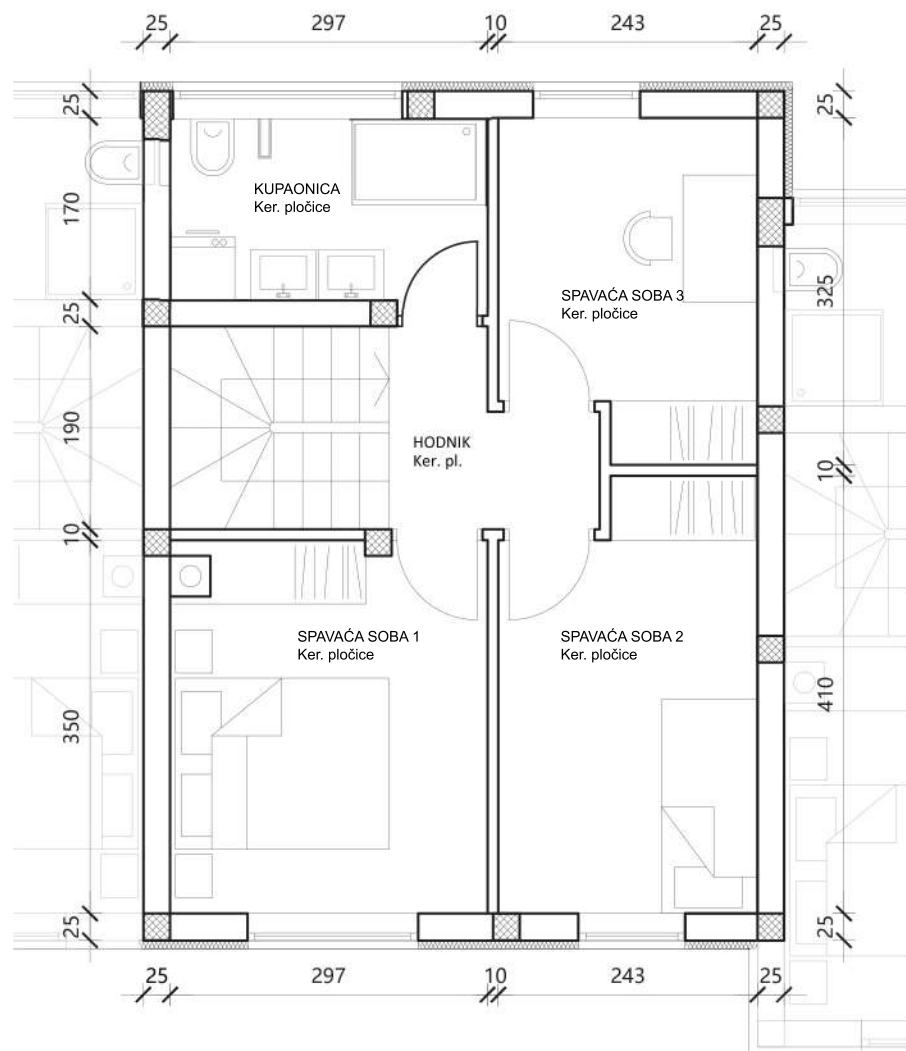 25 297 10 243 25
25
25
170
KUPAONICA
Ker. pločice
325
SPAVAĆA SOBA 3
Ker. pločice
25
190
HODNIK
Ker. pl.
10
10
SPAVAĆA SOBA 1
Ker. pločice
SPAVAĆA SOBA 2
Ker. pločice
350
410
25
25
25 297 10 243 25